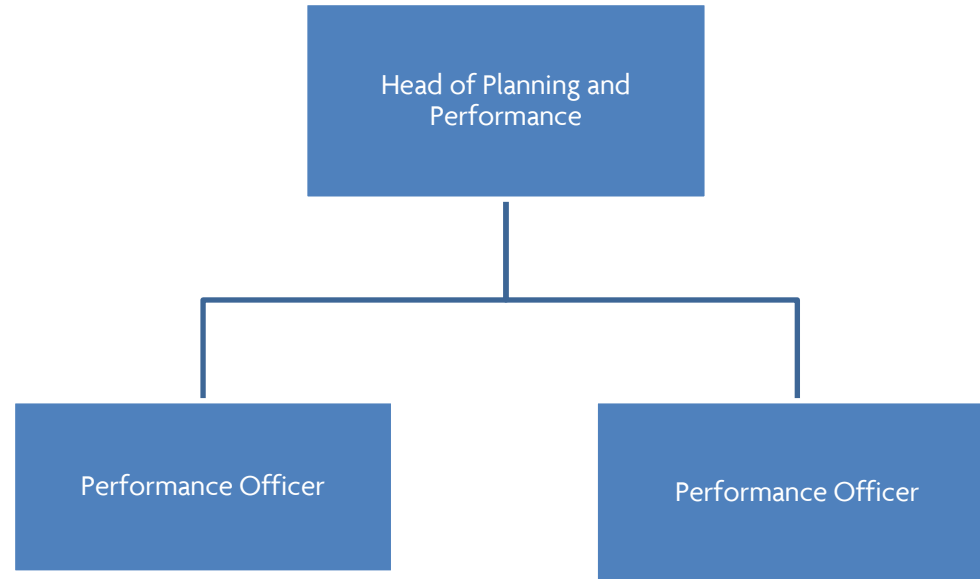 Head of Planning and
Performance
Performance Officer
Performance Officer